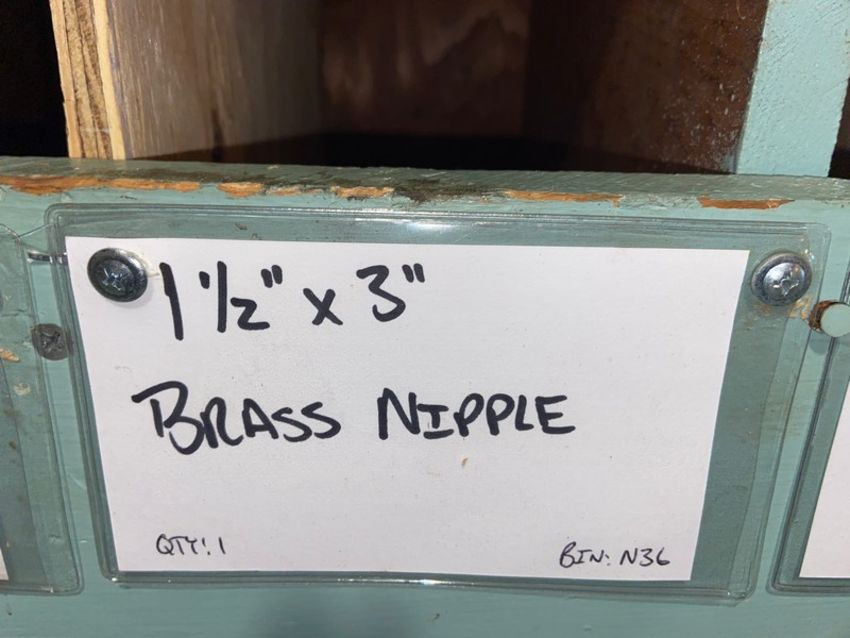 1 1/2" x 3"
BRASS NIPPLE
QTY: 1
BIN: N36